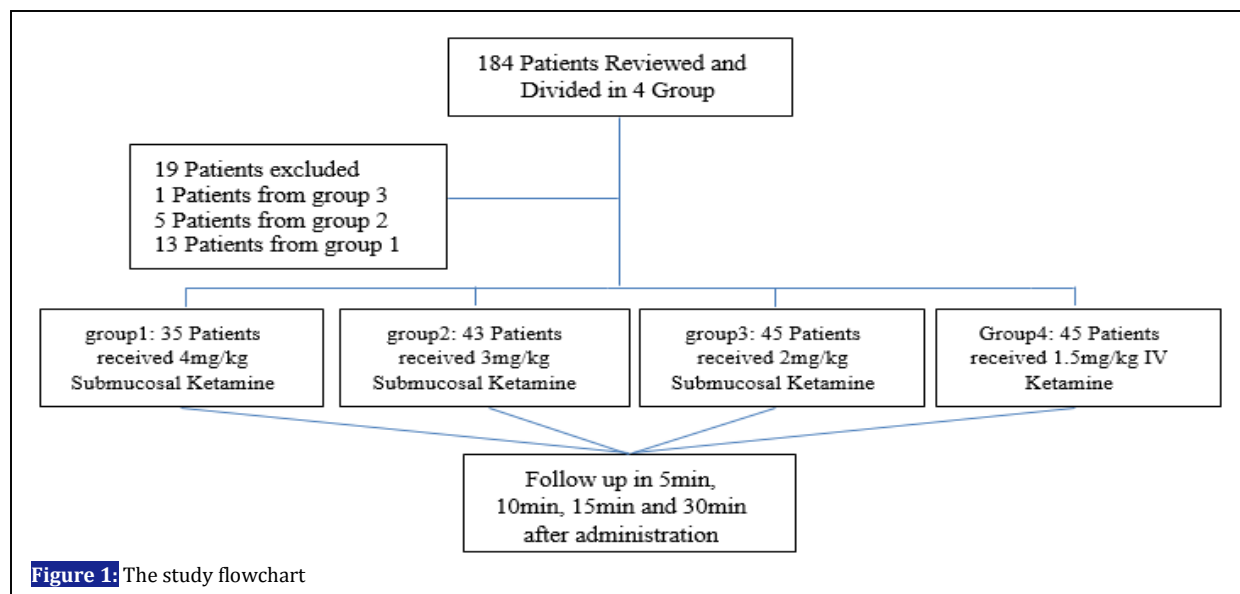 184 Patients Reviewed and
Divided in 4 Group
19 Patients excluded
1 Patients from group 3
5 Patients from group 2
13 Patients from group 1
group1: 35 Patients
received 4mg/kg
Submucosal Ketamine
group2: 43 Patients
received 3mg/kg
Submucosal Ketamine
group3: 45 Patients
received 2mg/kg
Submucosal Ketamine
Group4: 45 Patients
received 1.5mg/kg IV
Ketamine
Follow up in 5min,
10min, 15min and 30min
after administration
Figure 1: The study flowchart